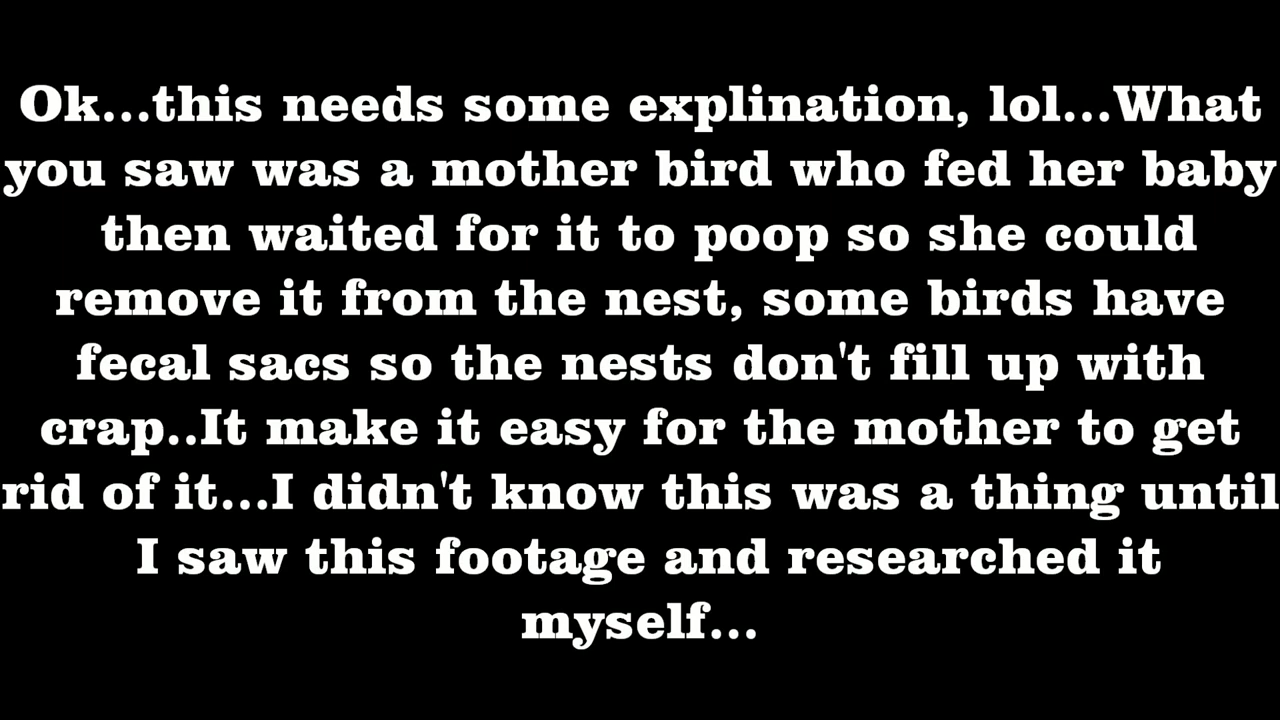 Ok...this needs some explination, lol...What
you saw was a mother bird who fed her baby
then waited for it to poop so she could
remove it from the nest, some birds have
fecal sacs so the nests don't fill up with
crap..It make it easy for the mother to get
rid of it...I didn't know this was a thing until
I saw this footage and researched it
myself...